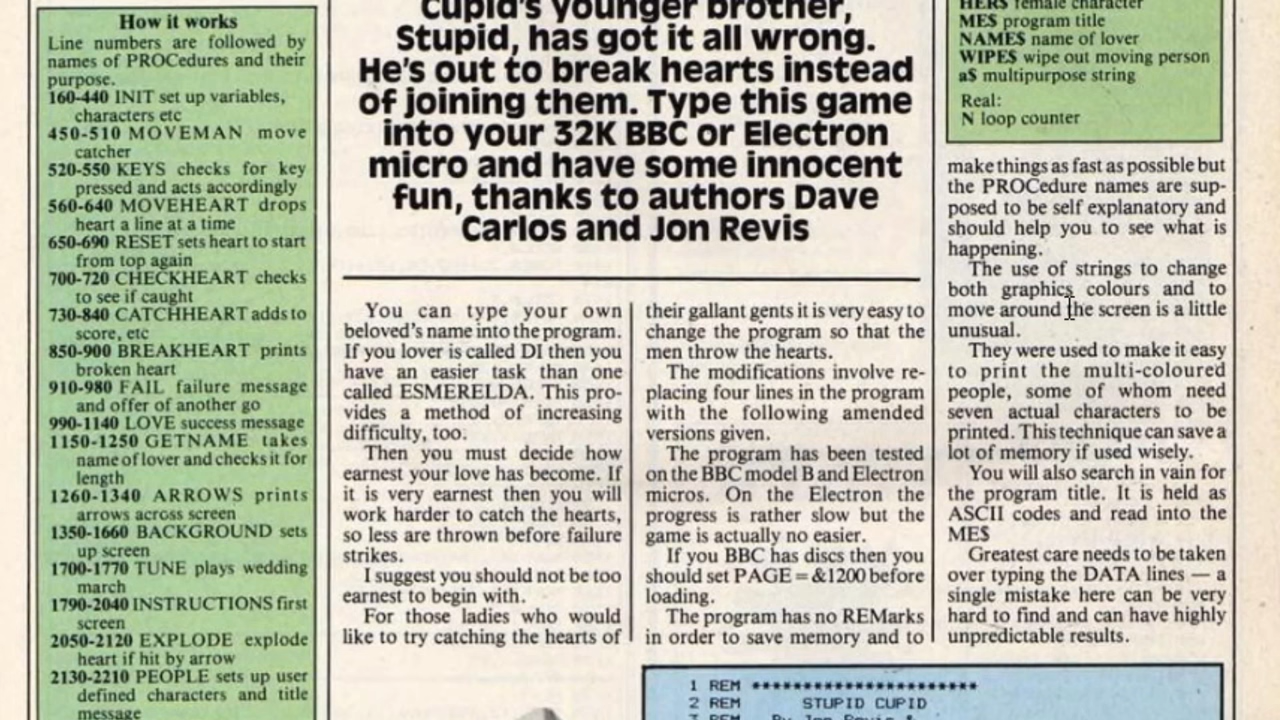 How it works
Line numbers are followed by
names of PROCedures and their
purpose.
160-440 INIT set up variables,
characters etc
450-510 MOVEMAN move
catcher
520-550 KEYS checks for key
pressed and acts accordingly
560-640 MOVEHEART drops
heart a line at a time
650-690 RESET sets heart to start
from top again
700-720 CHECKHEART checks
to see if caught
730-840 CATCHHEART adds to
score, etc
850-900 BREAKHEART prints
broken heart
910-980 FAIL failure message
and offer of another go
990-1140 LOVE success message
1150-1250 GETNAME takes
name of lover and checks it for
length
1260-1340 ARROWS prints
arrows across screen
1350-1660 BACKGROUND sets
up screen
1700-1770 TUNE plays wedding
march
1790-2040 INSTRUCTIONS first
screen
2050-2120 EXPLODE explode
heart if hit by arrow
2130-2210 PEOPLE sets up user
defined characters and title
message
Cupid's younger brother,
Stupid, has got it all wrong.
He's out to break hearts instead
of joining them. Type this game
into your 32K BBC or Electron
micro and have some innocent
fun, thanks to authors Dave
Carlos and Jon Revis
You can type your own
beloved's name into the program.
If you lover is called DI then you
have an easier task than one
called ESMERELDA. This pro-
vides a method of increasing
difficulty, too.
Then you must decide how
earnest your love has become. If
it is very earnest then you will
work harder to catch the hearts,
so less are thrown before failure
strikes.
I suggest you should not be too
earnest to begin with.
For those ladies who would
like to try catching the hearts of
their gallant gents it is very easy to
change the program so that the
men throw the hearts.
The modifications involve re-
placing four lines in the program
with the following amended
versions given.
The program has been tested
on the BBC model B and Electron
micros. On the Electron the
progress is rather slow but the
game is actually no easier.
If you BBC has discs then you
should set PAGE = &1200 before
loading.
The program has no REMarks
in order to save memory and to
HER$ female character
ME$ program title
NAME$ name of lover
WIPE$ wipe out moving person
a$ multipurpose string
Real:
N loop counter
make things as fast as possible but
the PROCedure names are sup-
posed to be self explanatory and
should help you to see what is
happening.
The use of strings to change
both graphics colours and to
move around the screen is a little
unusual.
They were used to make it easy
to print the multi-coloured
people, some of whom need
seven actual characters to be
printed. This technique can save a
lot of memory if used wisely.
You will also search in vain for
the program title. It is held as
ASCII codes and read into the
ME$
Greatest care needs to be taken
over typing the DATA lines — a
single mistake here can be very
hard to find and can have highly
unpredictable results.
1 REM **********************
2 REM STUPID CUPID
3 REM By Jon Revis &